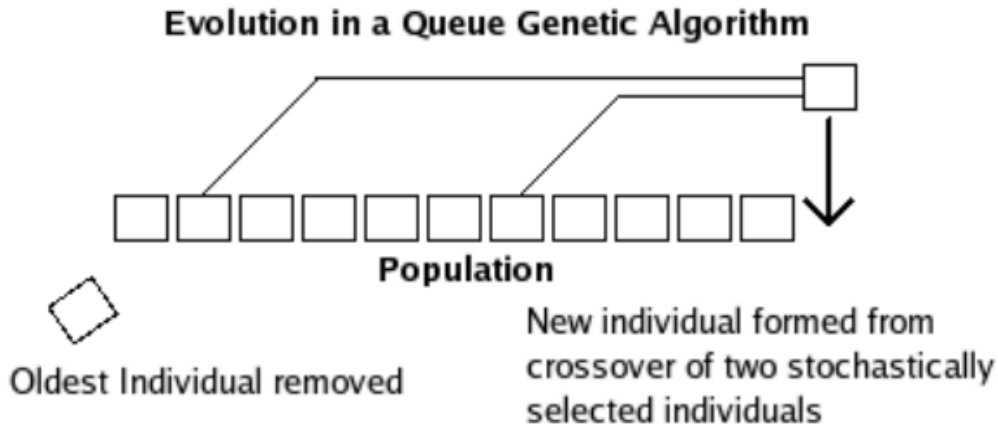 Evolution in a Queue Genetic Algorithm
Population
Oldest Individual removed
New individual formed from
crossover of two stochastically
selected individuals